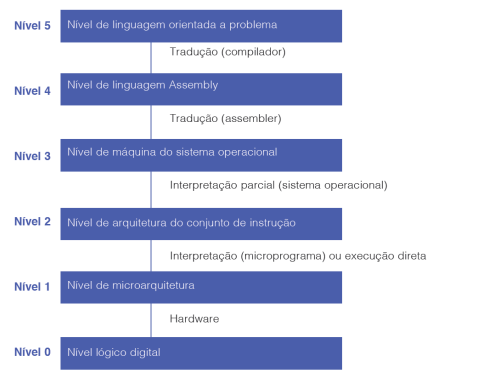 Nível 5 Nível de linguagem orientada a problema
Tradução (compilador)
Nível 4 Nível de linguagem Assembly
Tradução (assembler)
Nível 3 Nível de máquina do sistema operacional
Interpretação parcial (sistema operacional)
Nível 2 Nível de arquitetura do conjunto de instrução
Interpretação (microprograma) ou execução direta
Nível 1 Nível de microarquitetura
Hardware
Nível 0 Nível lógico digital